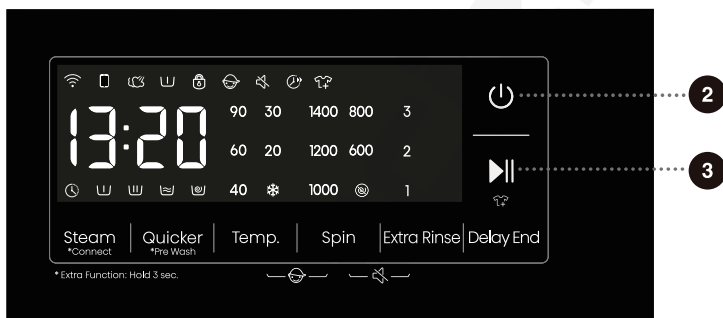 13:20
90 30 1400 800 3
60 20 1200 600 2
40 1000 1
2
3
Steam Quicker Temp. Spin Extra Rinse Delay End
*Connect *Pre Wash
* Extra Function: Hold 3 sec.